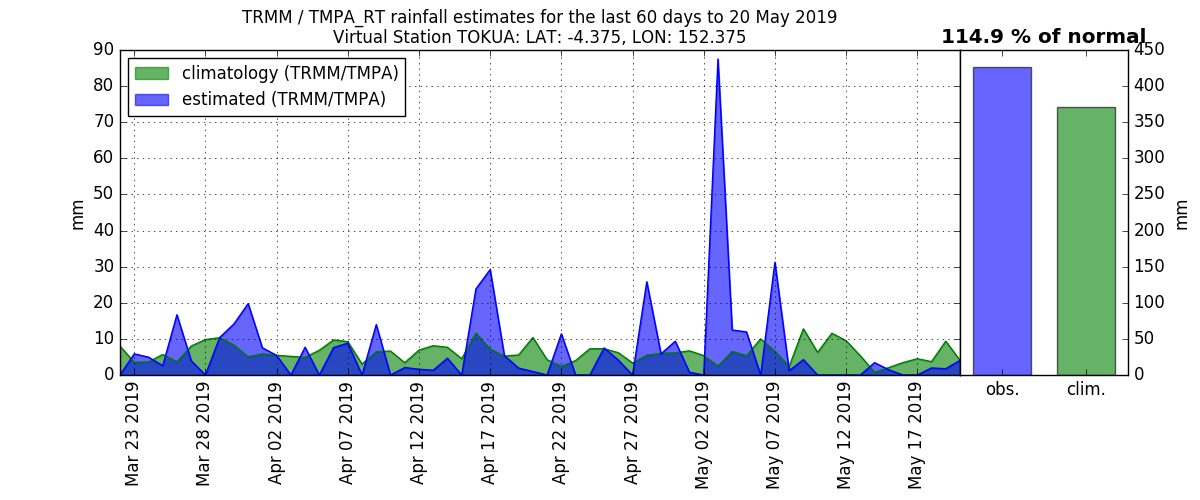 TRMM / TMPA_RT rainfall estimates for the last 60 days to 20 May 2019
Virtual Station TOKUA: LAT: -4.375, LON: 152.375
114.9 % of normal
climatology (TRMM/TMPA)
estimated (TRMM/TMPA)
mm
90
80
70
60
50
40
30
20
10
0
Mar 23 2019
Mar 28 2019
Apr 02 2019
Apr 07 2019
Apr 12 2019
Apr 17 2019
Apr 22 2019
Apr 27 2019
May 02 2019
May 07 2019
May 12 2019
May 17 2019
obs.
clim.
450
400
350
300
250
200
150
100
50
0
mm